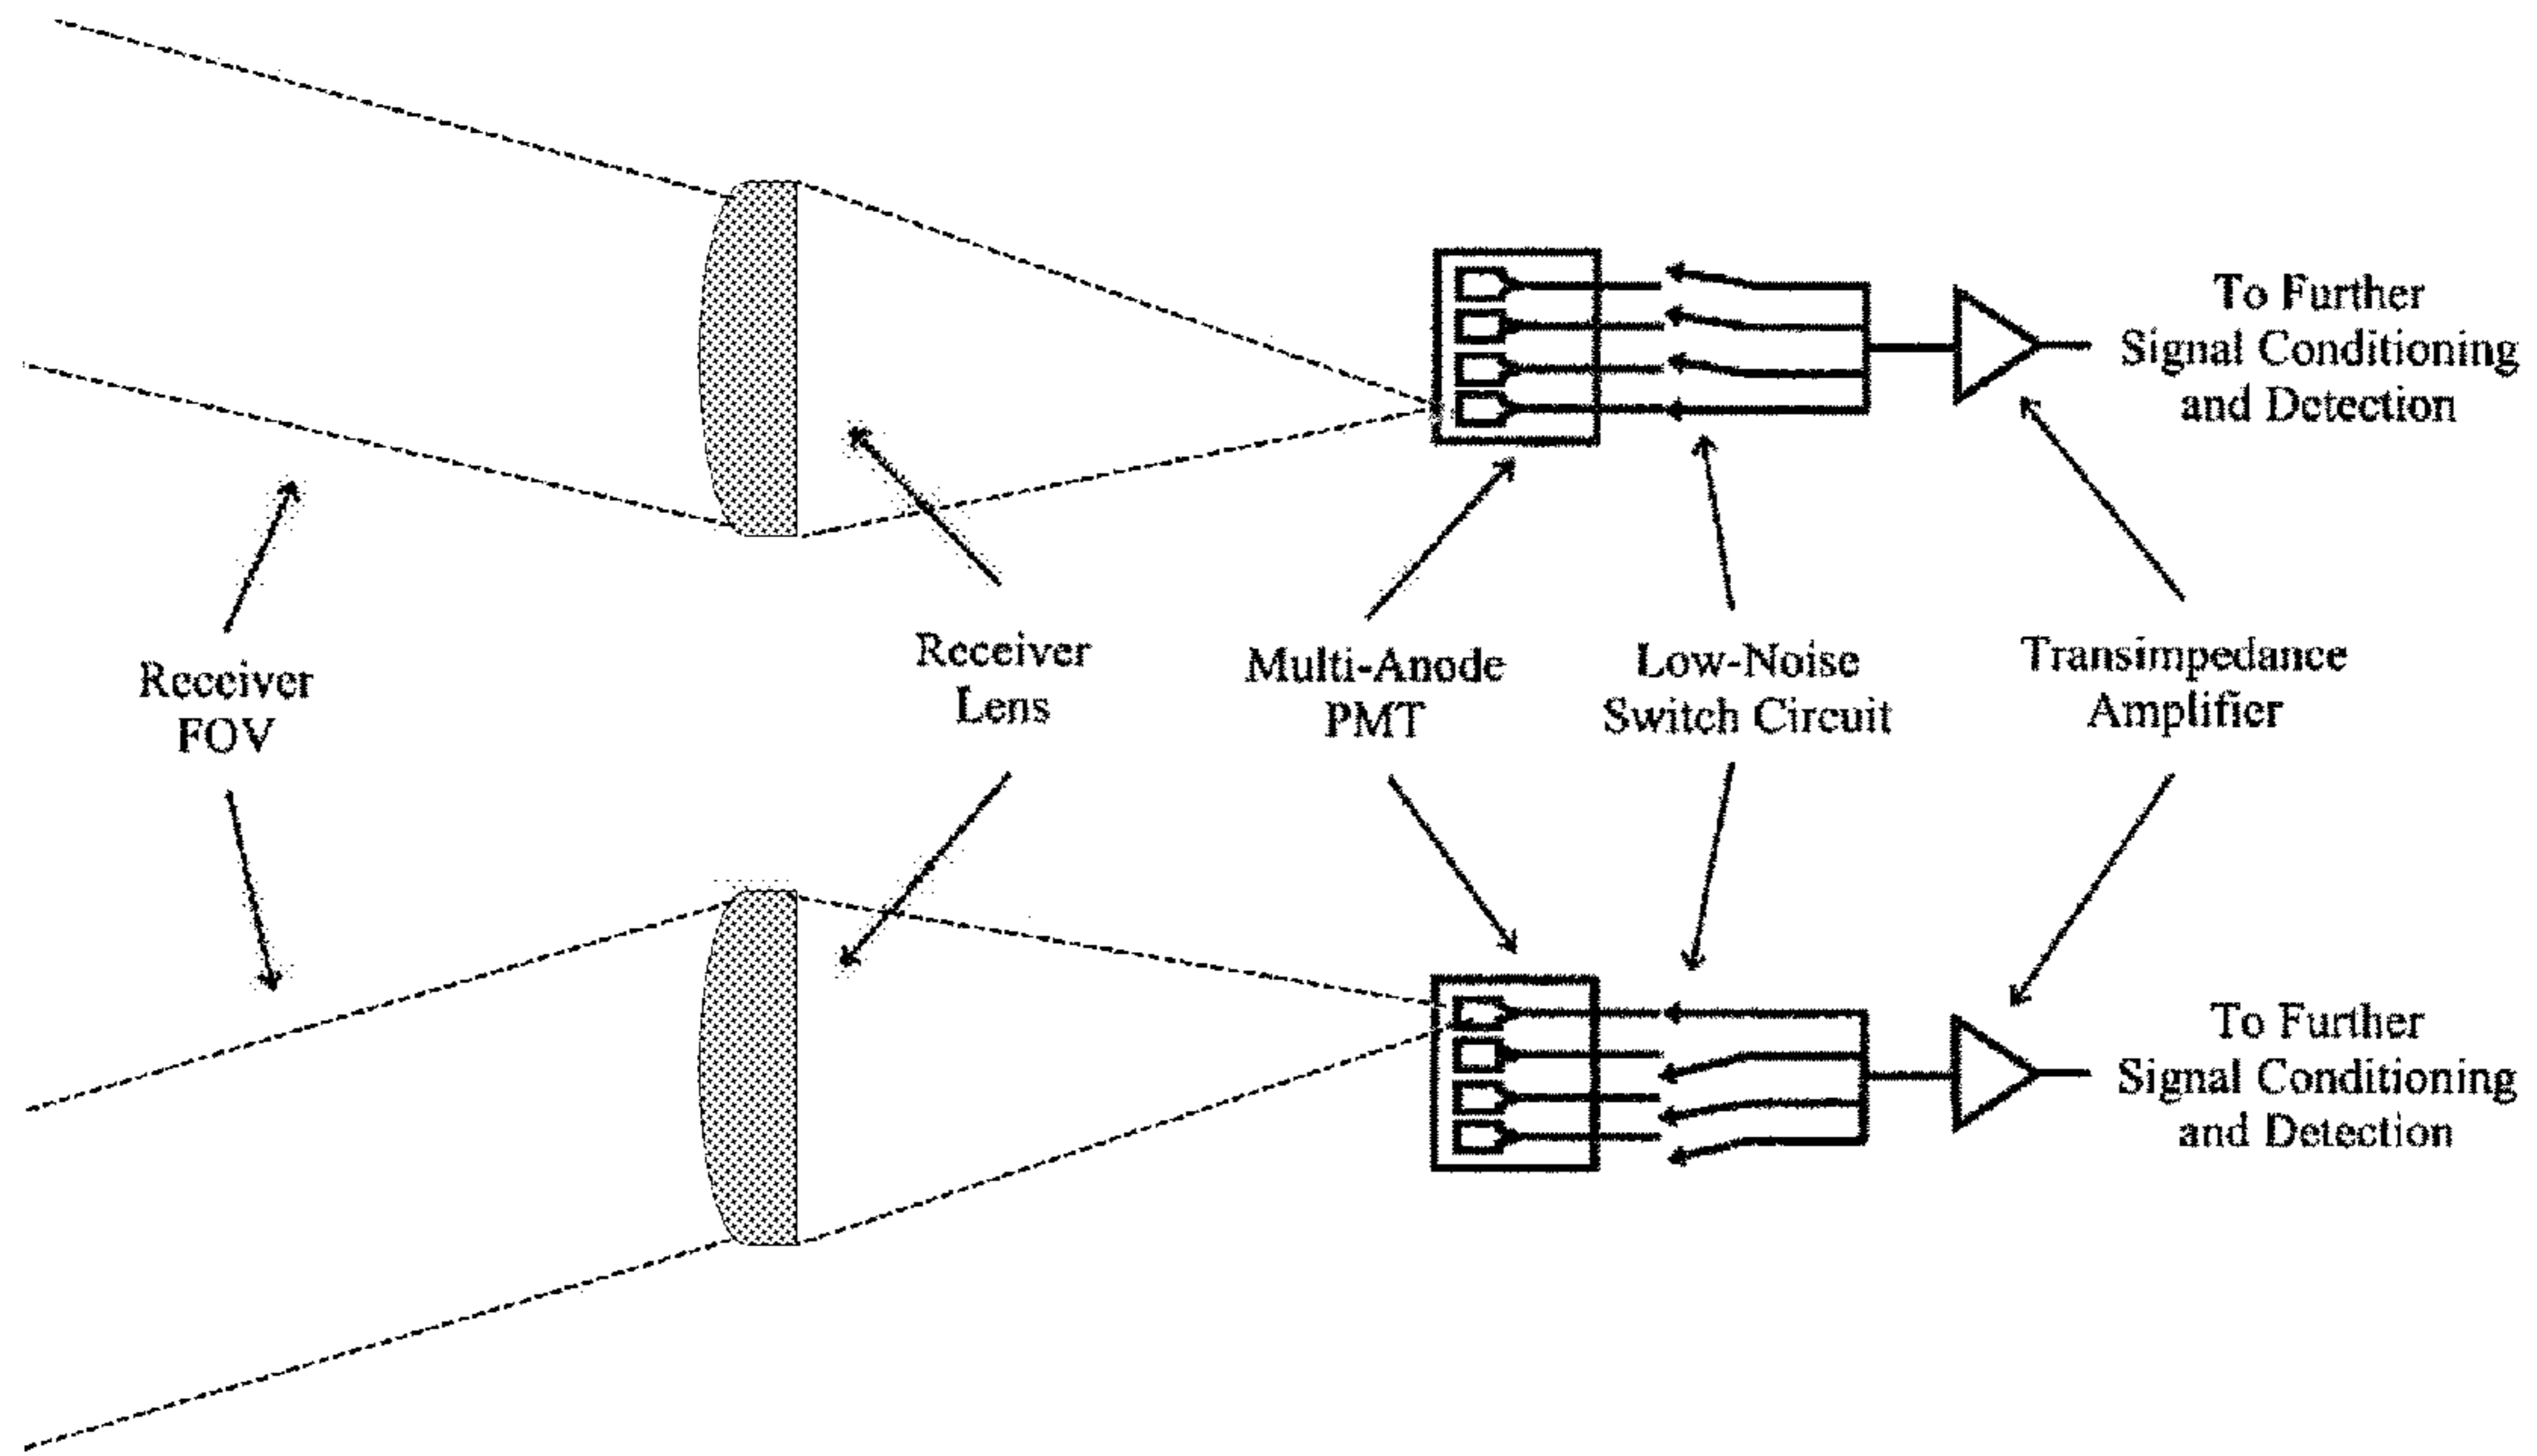 To Further
Signal Conditioning
and Detection
Receiver
FOV
Receiver
Lens
Multi-Anode
PMT
Low-Noise
Switch Circuit
Transimpedance
Amplifier
To Further
Signal Conditioning
and Detection